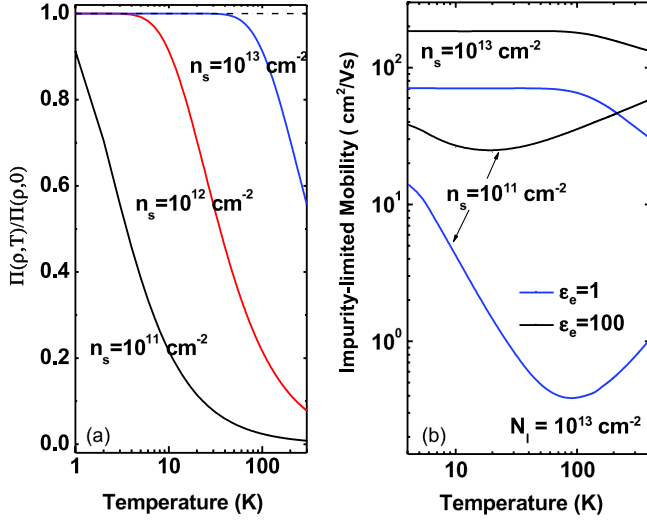 Π(ρ,T)/Π(ρ,0)
1.0
0.8
0.6
0.4
0.2
0.0
n_s=10^13 cm^-2
n_s=10^12 cm^-2
n_s=10^11 cm^-2
(a)
1 10 100
Temperature (K)
Impurity-limited Mobility ( cm^2/Vs)
10^2
10^1
10^0
n_s=10^13 cm^-2
n_s=10^11 cm^-2
ε_e=1
ε_e=100
(b)
N_I = 10^13 cm^-2
10 100
Temperature (K)